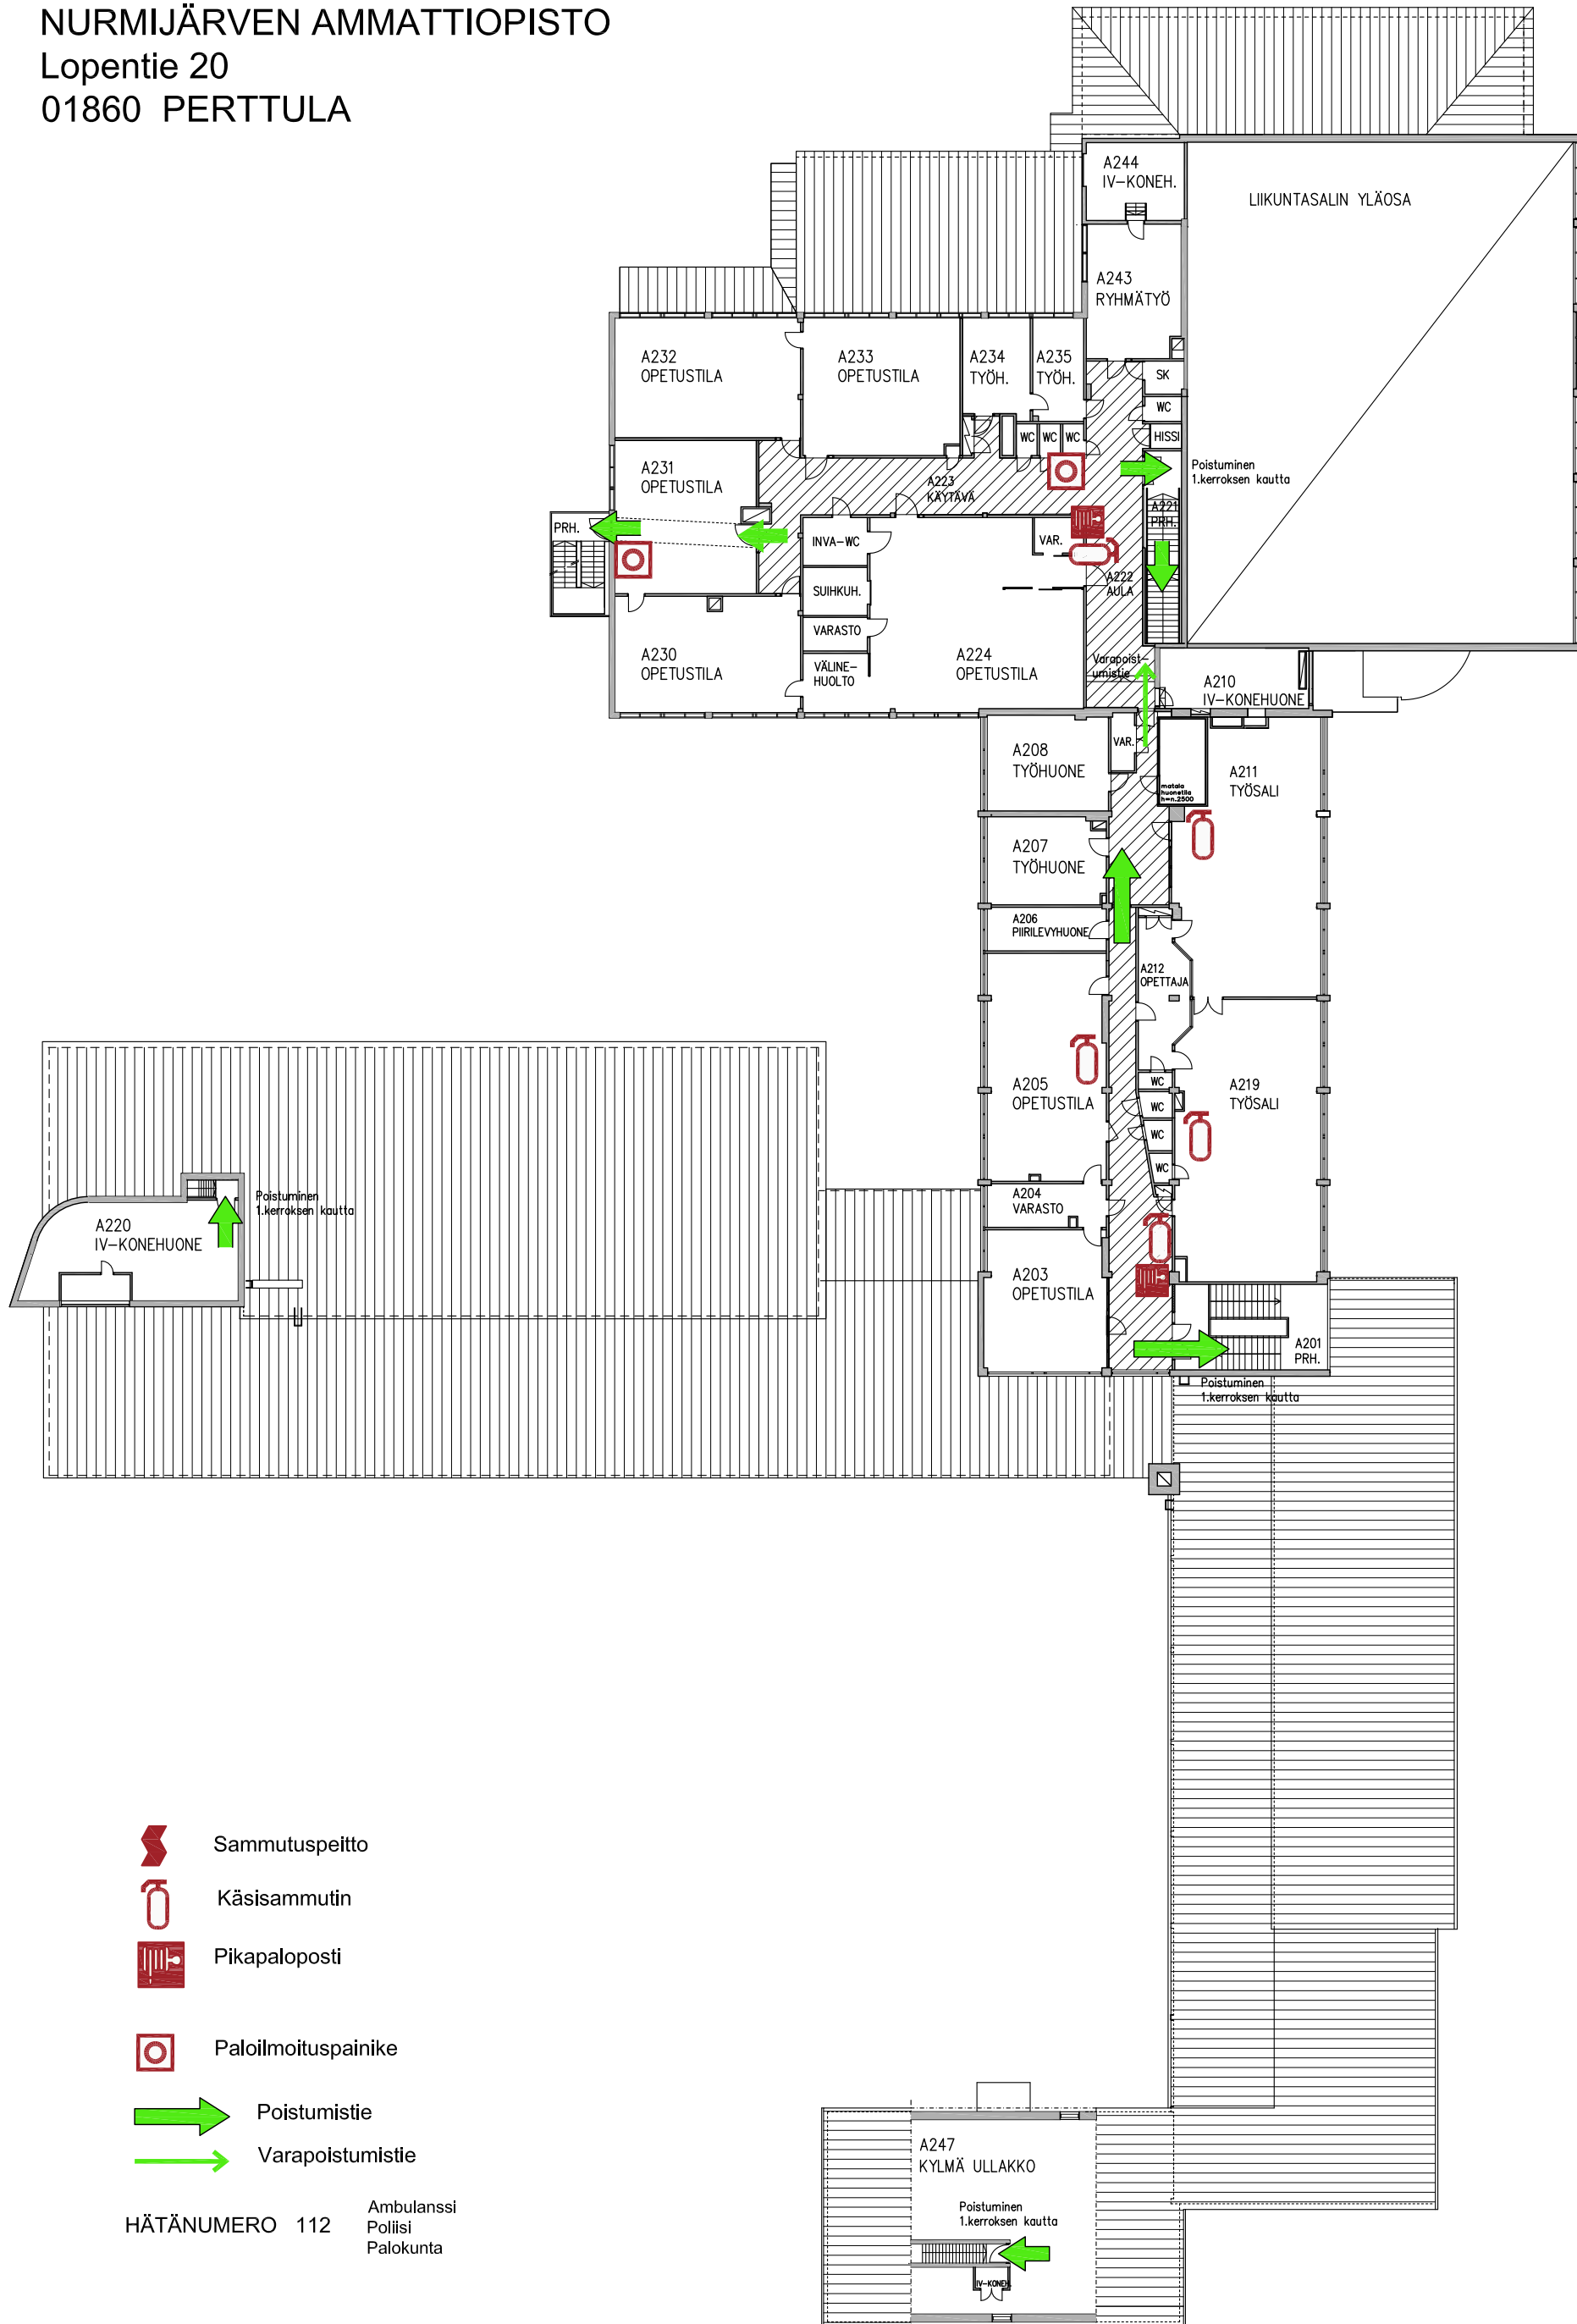 NURMIJÄRVEN AMMATTIOPISTO
Lopentie 20
01860 PERTTULA
A244
IV-KONEH.
LIIKUNTASALIN YLÄOSA
A243
RYHMÄTYÖ
A232
OPETUSTILA
A233
OPETUSTILA
A234
TYÖH.
A235
TYÖH.
SK
WC
HISSI
WC
WC
WC
A231
OPETUSTILA
A223
KÄYTÄVÄ
Poistuminen
1.kerroksen kautta
PRH.
A221
PRH.
INVA-WC
VAR.
SUIHKUH.
A222
AULA
VARASTO
A230
OPETUSTILA
VÄLINE-
HUOLTO
A224
OPETUSTILA
Varapoist-
umistie
A210
IV-KONEHUONE
A208
TYÖHUONE
VAR.
A211
TYÖSALI
matala
huonetila
h=n.2500
A207
TYÖHUONE
A206
PIIRILEVYHUONE
A212
OPETTAJA
A205
OPETUSTILA
WC
WC
WC
WC
A219
TYÖSALI
A204
VARASTO
A203
OPETUSTILA
A201
PRH.
Poistuminen
1.kerroksen kautta
A220
IV-KONEHUONE
Poistuminen
1.kerroksen kautta
Sammutuspeitto
Käsisammutin
Pikapaloposti
Paloilmoituspainike
Poistumistie
Varapoistumistie
HÄTÄNUMERO 112
Ambulanssi
Poliisi
Palokunta
A247
KYLMÄ ULLAKKO
Poistuminen
1.kerroksen kautta
IV-KONEH.